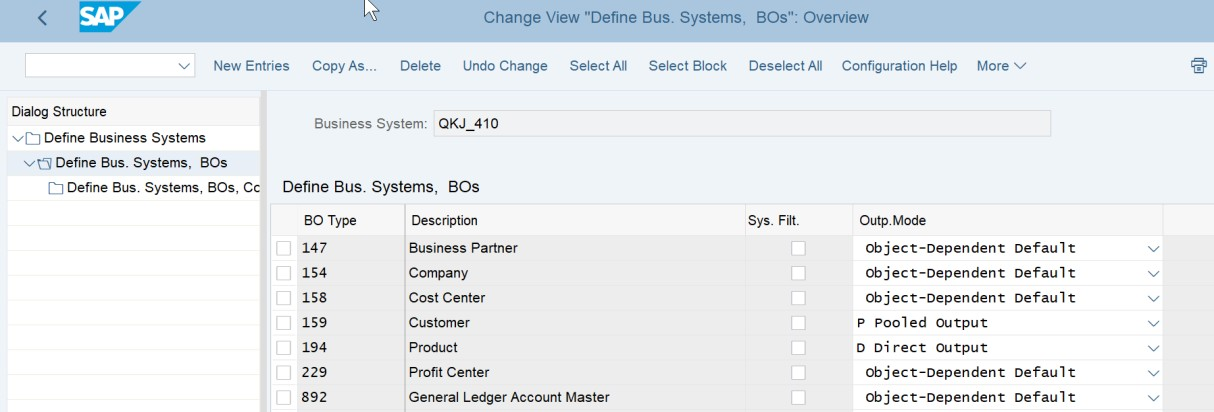 SAP
Change View "Define Bus. Systems, BOs": Overview
New Entries Copy As... Delete Undo Change Select All Select Block Deselect All Configuration Help More
Dialog Structure
Define Business Systems
Define Bus. Systems, BOs
Define Bus. Systems, BOs, Cc
Business System: QKJ_410
Define Bus. Systems, BOs
BO Type Description Sys. Filt. Outp.Mode
147 Business Partner Object-Dependent Default
154 Company Object-Dependent Default
158 Cost Center Object-Dependent Default
159 Customer P Pooled Output
194 Product D Direct Output
229 Profit Center Object-Dependent Default
892 General Ledger Account Master Object-Dependent Default